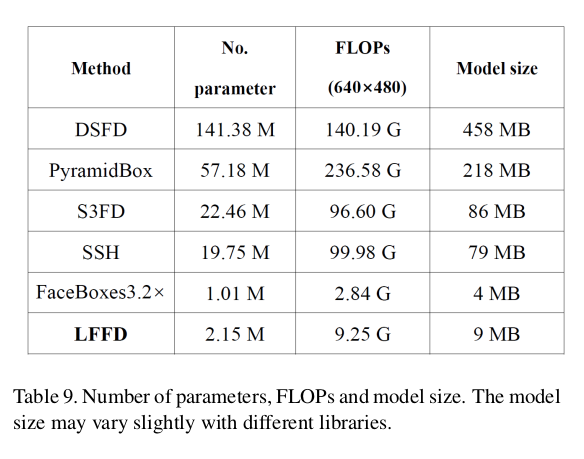 Method No. parameter FLOPs (640×480) Model size
DSFD 141.38 M 140.19 G 458 MB
PyramidBox 57.18 M 236.58 G 218 MB
S3FD 22.46 M 96.60 G 86 MB
SSH 19.75 M 99.98 G 79 MB
FaceBoxes3.2× 1.01 M 2.84 G 4 MB
LFFD 2.15 M 9.25 G 9 MB
Table 9. Number of parameters, FLOPs and model size. The model
size may vary slightly with different libraries.